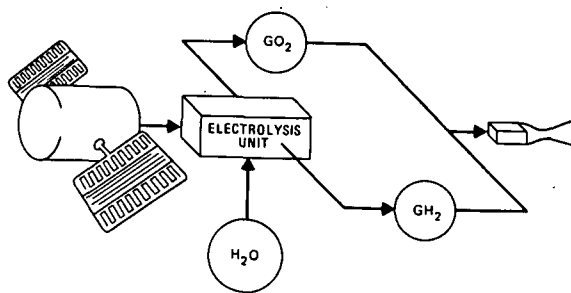 GO₂
ELECTROLYSIS
UNIT
H₂O
GH₂